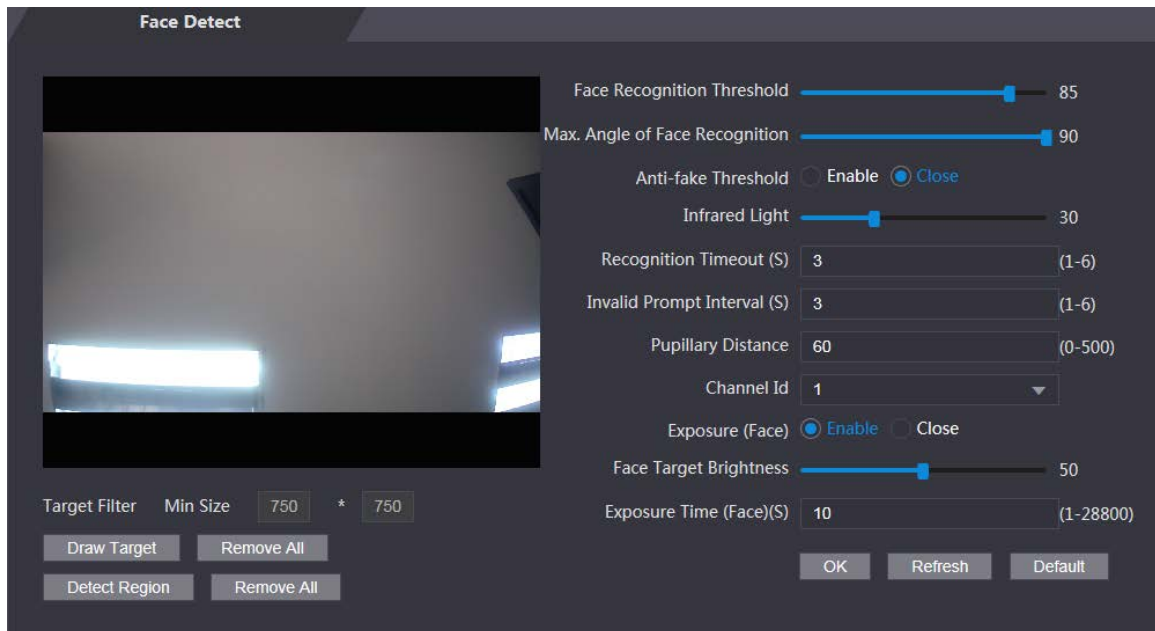 Face Detect
Face Recognition Threshold 85
Max. Angle of Face Recognition 90
Anti-fake Threshold Enable Close
Infrared Light 30
Recognition Timeout (S) 3 (1-6)
Invalid Prompt Interval (S) 3 (1-6)
Pupillary Distance 60 (0-500)
Channel Id 1
Exposure (Face) Enable Close
Face Target Brightness 50
Exposure Time (Face)(S) 10 (1-28800)
OK Refresh Default
Target Filter Min Size 750 * 750
Draw Target Remove All
Detect Region Remove All